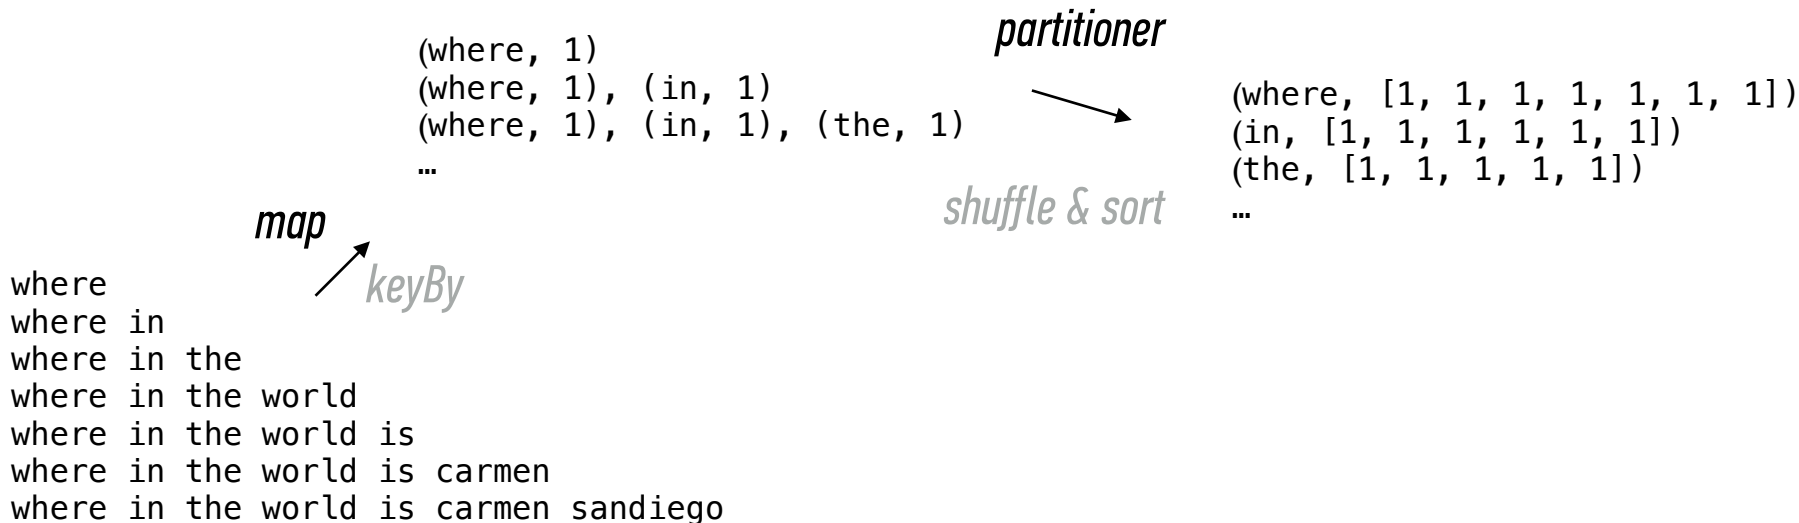 where
where in
where in the
where in the world
where in the world is
where in the world is carmen
where in the world is carmen sandiego
map
keyBy
(where, 1)
(where, 1), (in, 1)
(where, 1), (in, 1), (the, 1)
…
partitioner
shuffle & sort
(where, [1, 1, 1, 1, 1, 1, 1])
(in, [1, 1, 1, 1, 1, 1])
(the, [1, 1, 1, 1, 1])
…